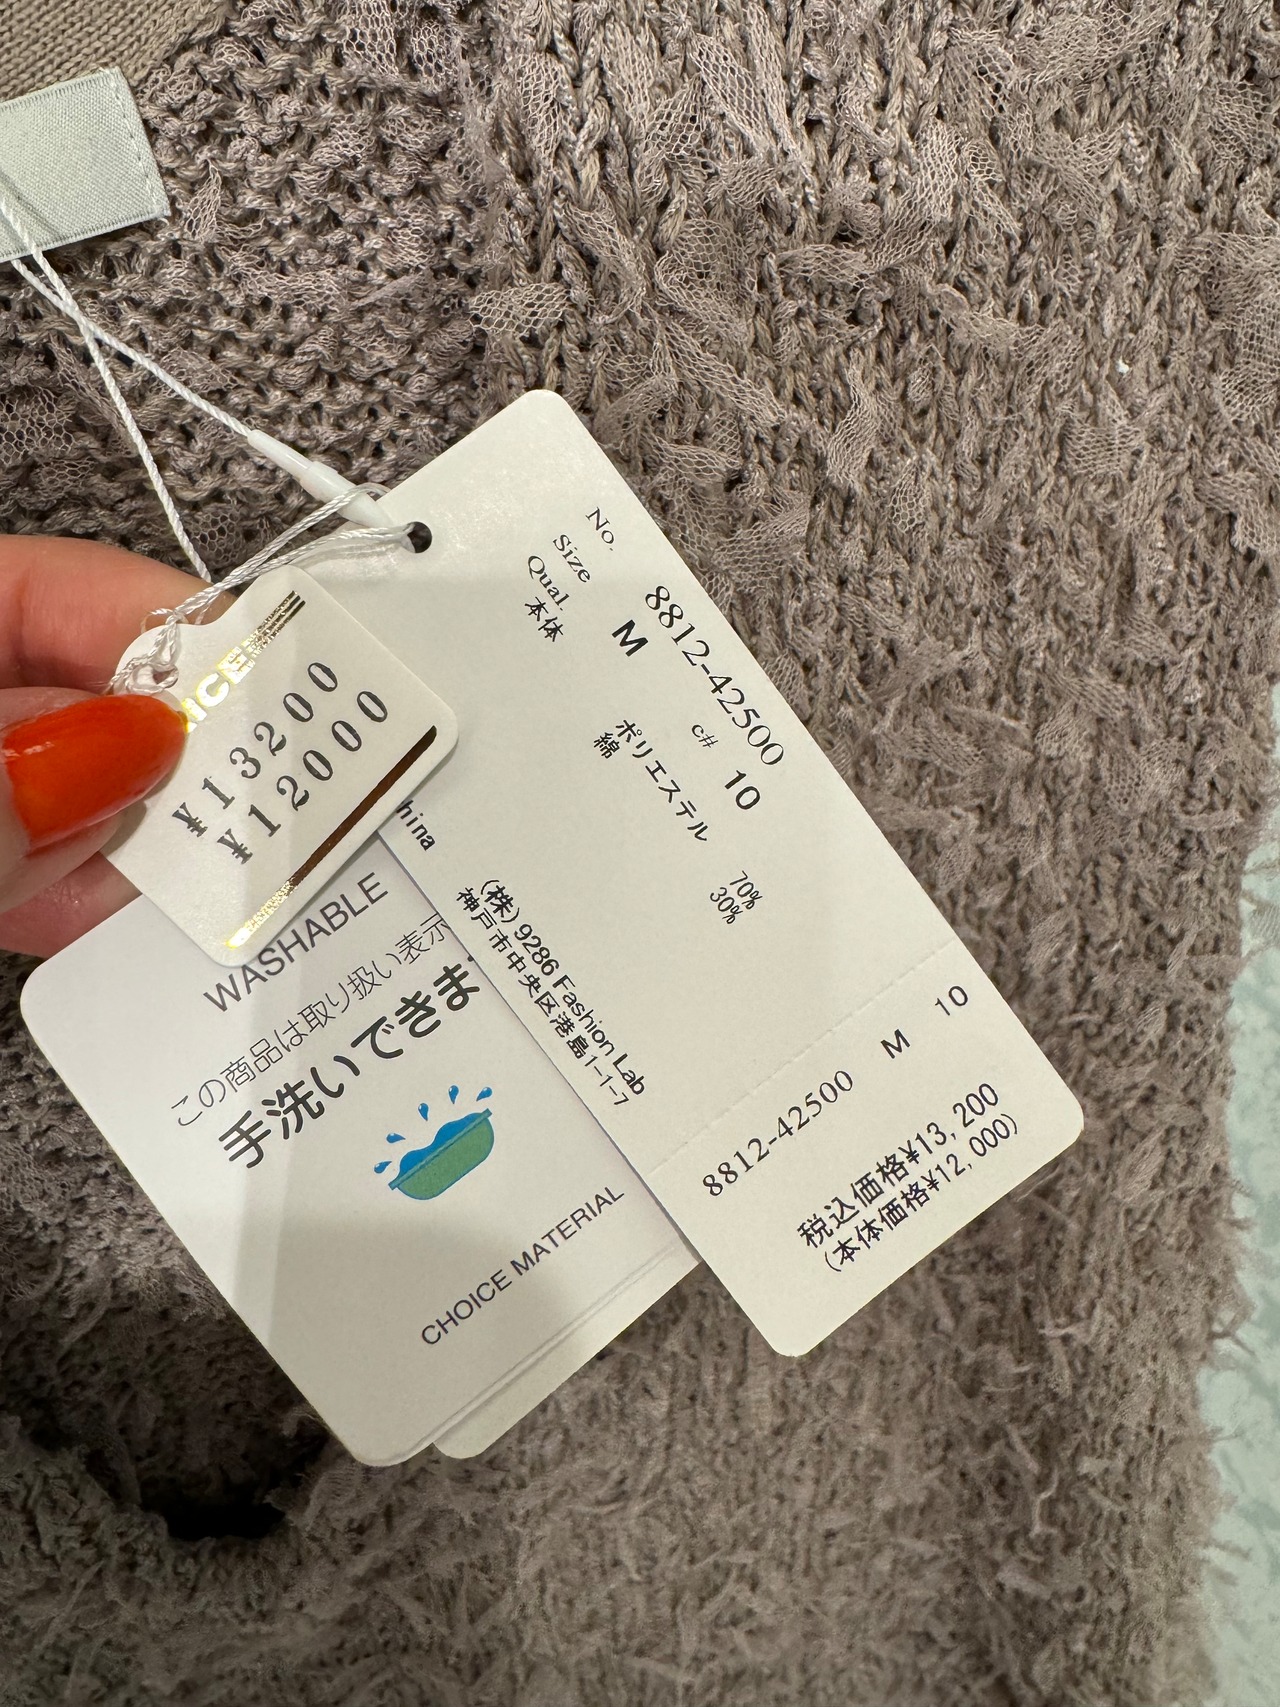 ¥13200
¥12000
No. 8812-42500
Size M c# 10
Qual.
本体 ポリエステル 70%
綿 30%
(株)9286 Fashion Lab
神戸市中央区港島1-1-7
8812-42500 M 10
税込価格¥13,200
(本体価格¥12,000)
WASHABLE
この商品は取り扱い表示
手洗いできま
CHOICE MATERIAL